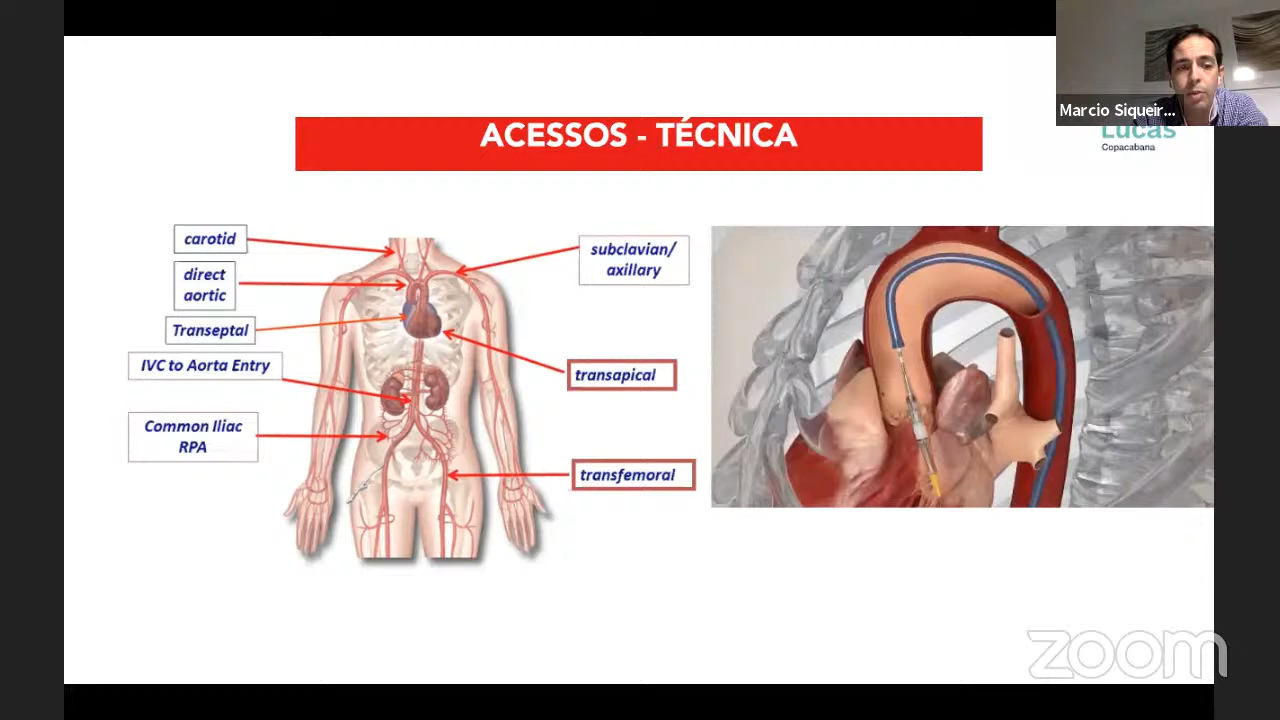 Marcio Siqueir...
ACESSOS - TÉCNICA
Lucas
Copacabana
carotid
direct
aortic
Transeptal
IVC to Aorta Entry
Common Iliac
RPA
subclavian/
axillary
transapical
transfemoral
zoom